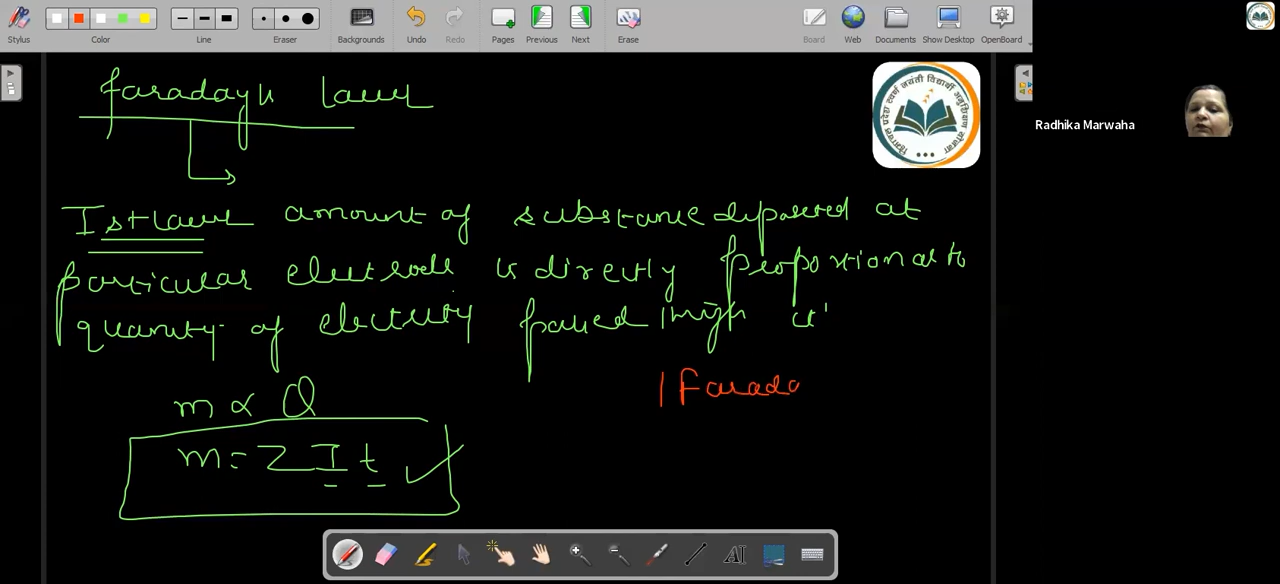 Stylus Color Line Eraser Backgrounds Undo Redo Pages Previous Next Erase Board Web Documents Show Desktop OpenBoard
Faraday's Laws
Radhika Marwaha
Ist law amount of substance deposited at
particular electrode is directly proportional to
quantity of electricity passed through it'
1 Farada
m ∝ Q
m = Z I t ✓